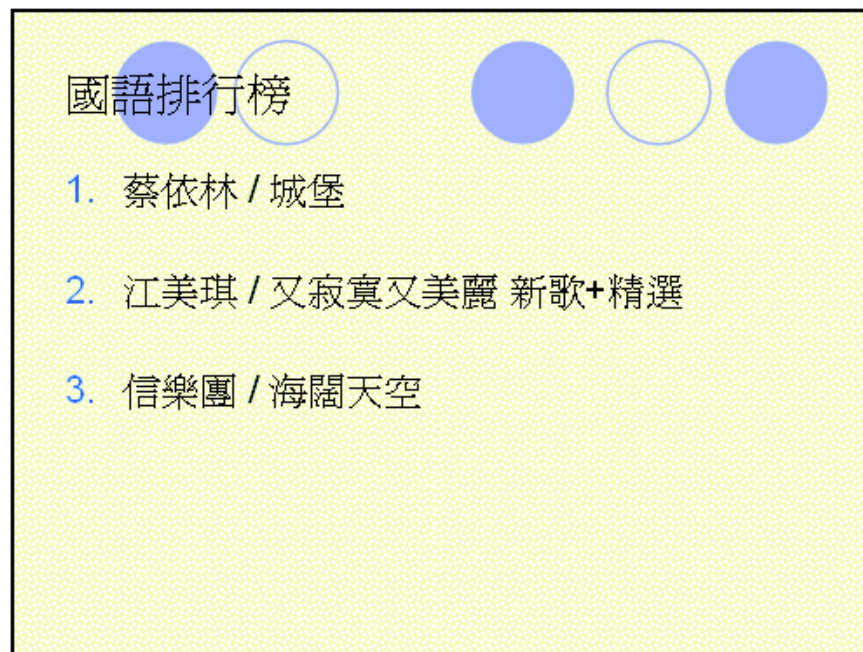 國語排行榜
1. 蔡依林 / 城堡
2. 江美琪 / 又寂寞又美麗 新歌+精選
3. 信樂團 / 海闊天空